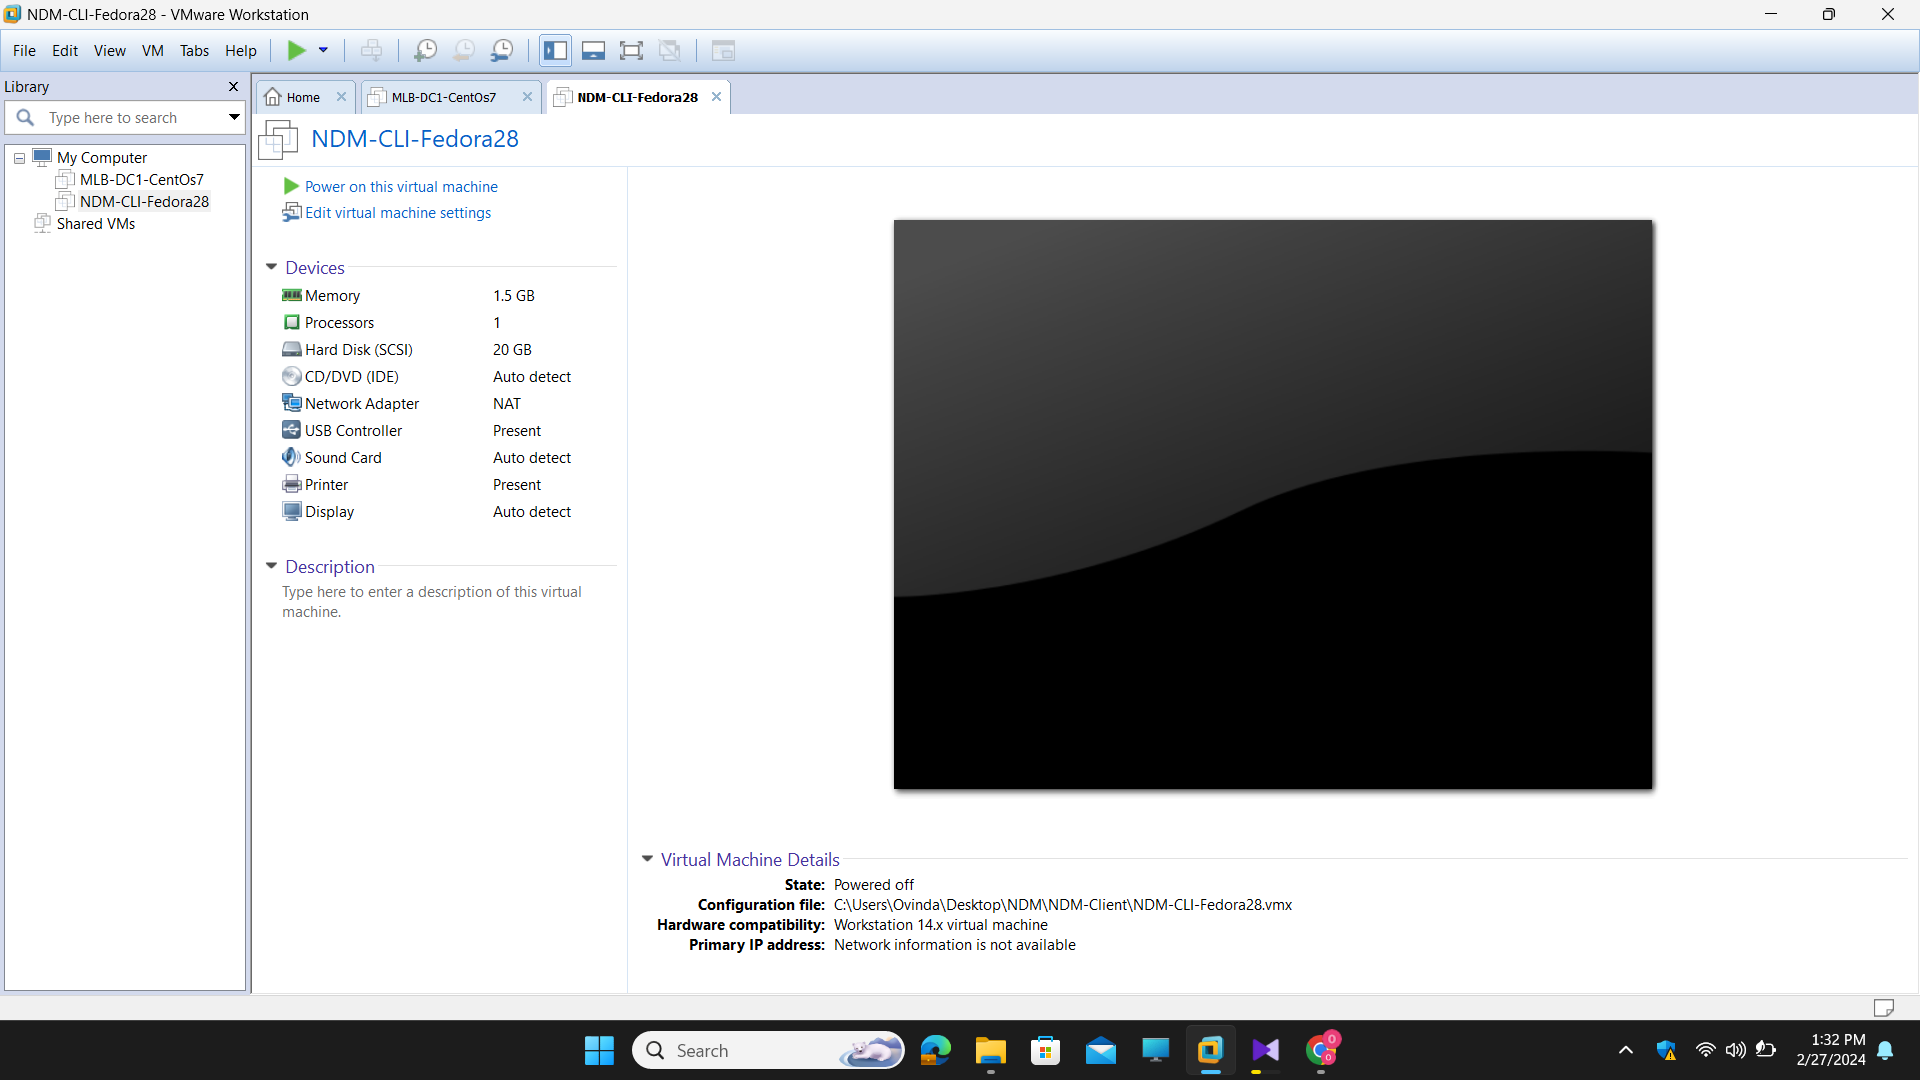 NDM-CLI-Fedora28 - VMware Workstation
File Edit View VM Tabs Help
Library
Type here to search
My Computer
MLB-DC1-CentOs7
NDM-CLI-Fedora28
Shared VMs
Home
MLB-DC1-CentOs7
NDM-CLI-Fedora28
NDM-CLI-Fedora28
Power on this virtual machine
Edit virtual machine settings
Devices
Memory 1.5 GB
Processors 1
Hard Disk (SCSI) 20 GB
CD/DVD (IDE) Auto detect
Network Adapter NAT
USB Controller Present
Sound Card Auto detect
Printer Present
Display Auto detect
Description
Type here to enter a description of this virtual
machine.
Virtual Machine Details
State: Powered off
Configuration file: C:\Users\Ovinda\Desktop\NDM\NDM-Client\NDM-CLI-Fedora28.vmx
Hardware compatibility: Workstation 14.x virtual machine
Primary IP address: Network information is not available
Search
0
0
1:32 PM
2/27/2024